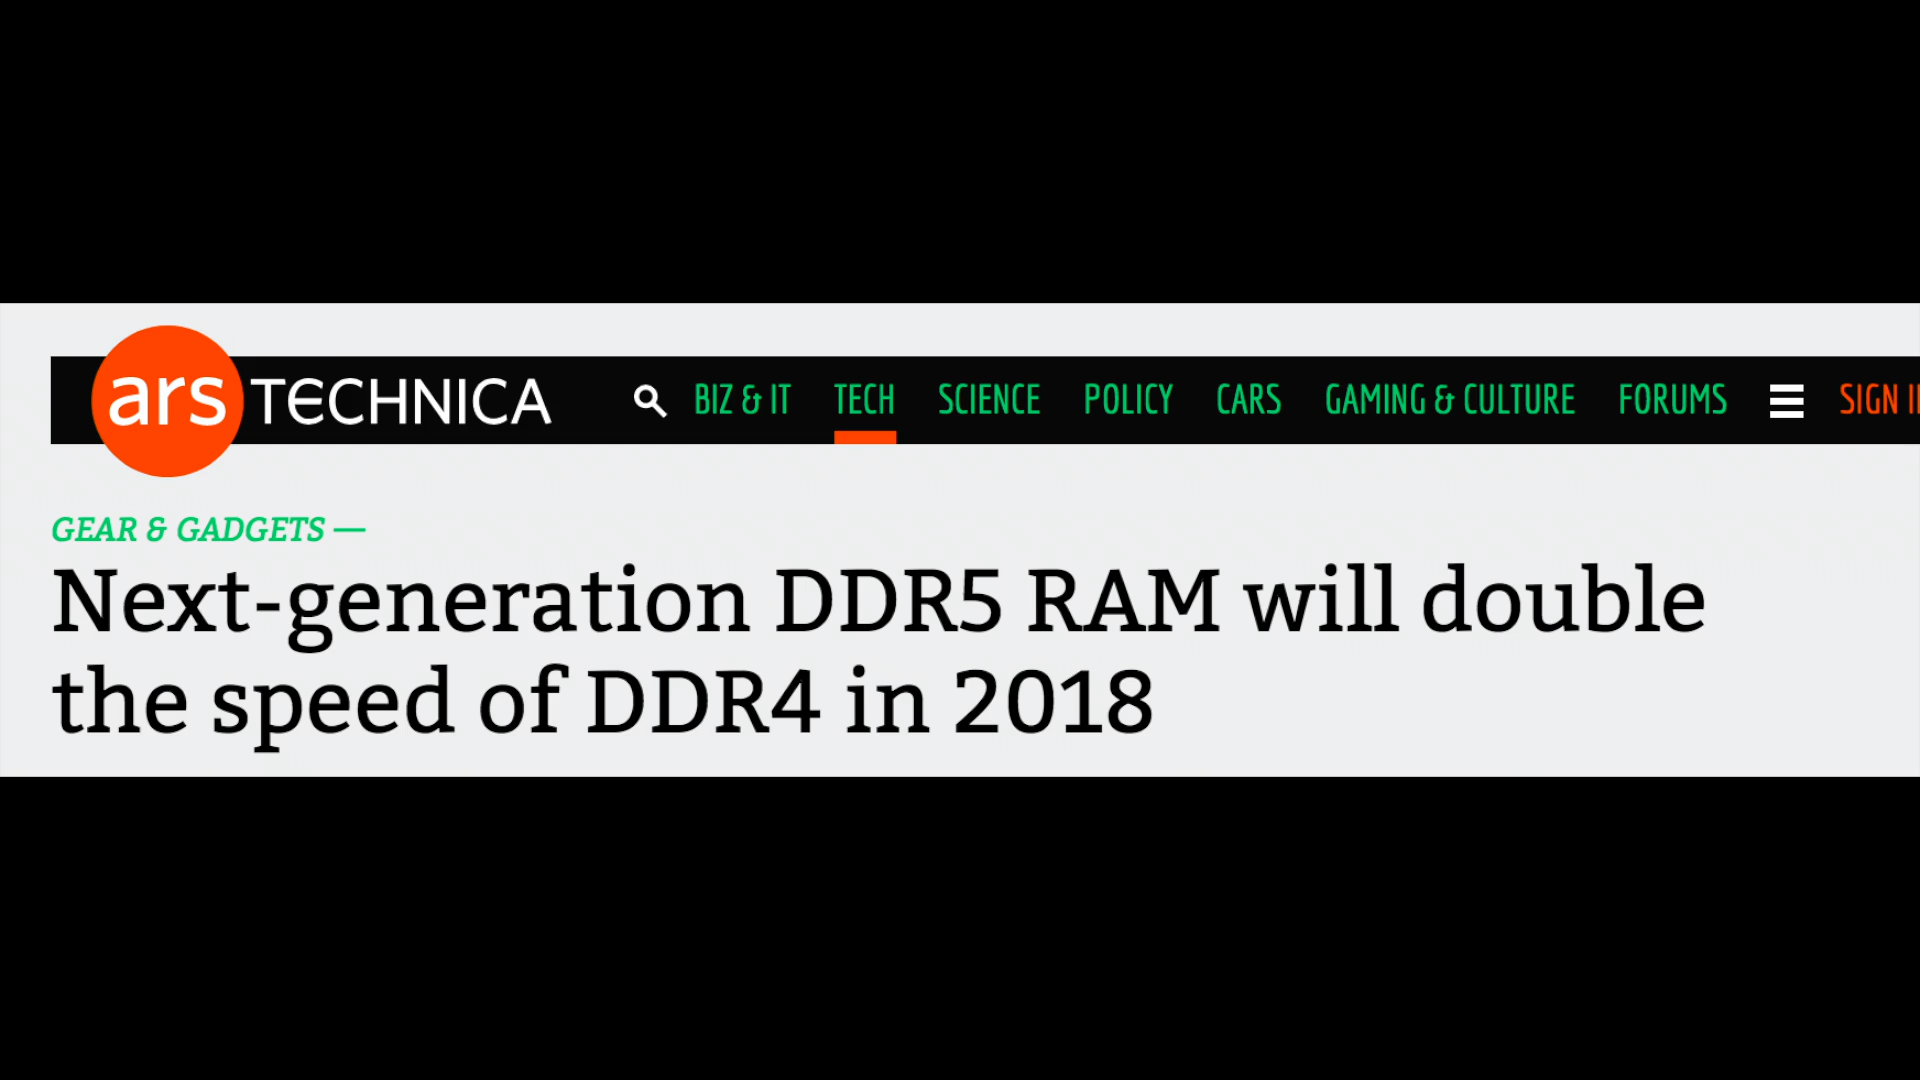 ars TECHNICA BIZ & IT TECH SCIENCE POLICY CARS GAMING & CULTURE FORUMS SIGN
GEAR & GADGETS —
Next-generation DDR5 RAM will double
the speed of DDR4 in 2018